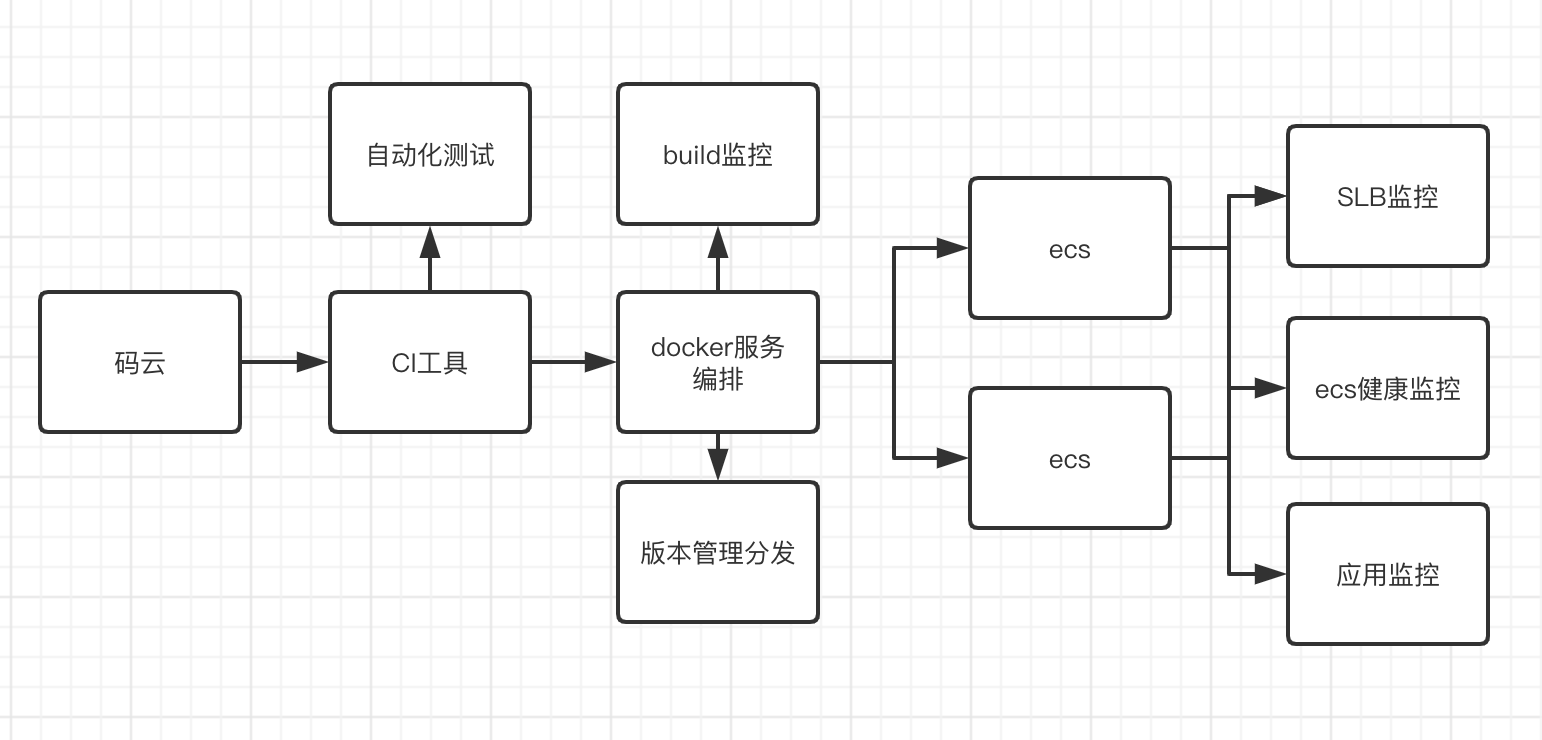 自动化测试
build监控
SLB监控
ecs
码云
CI工具
docker服务
编排
ecs健康监控
ecs
版本管理分发
应用监控